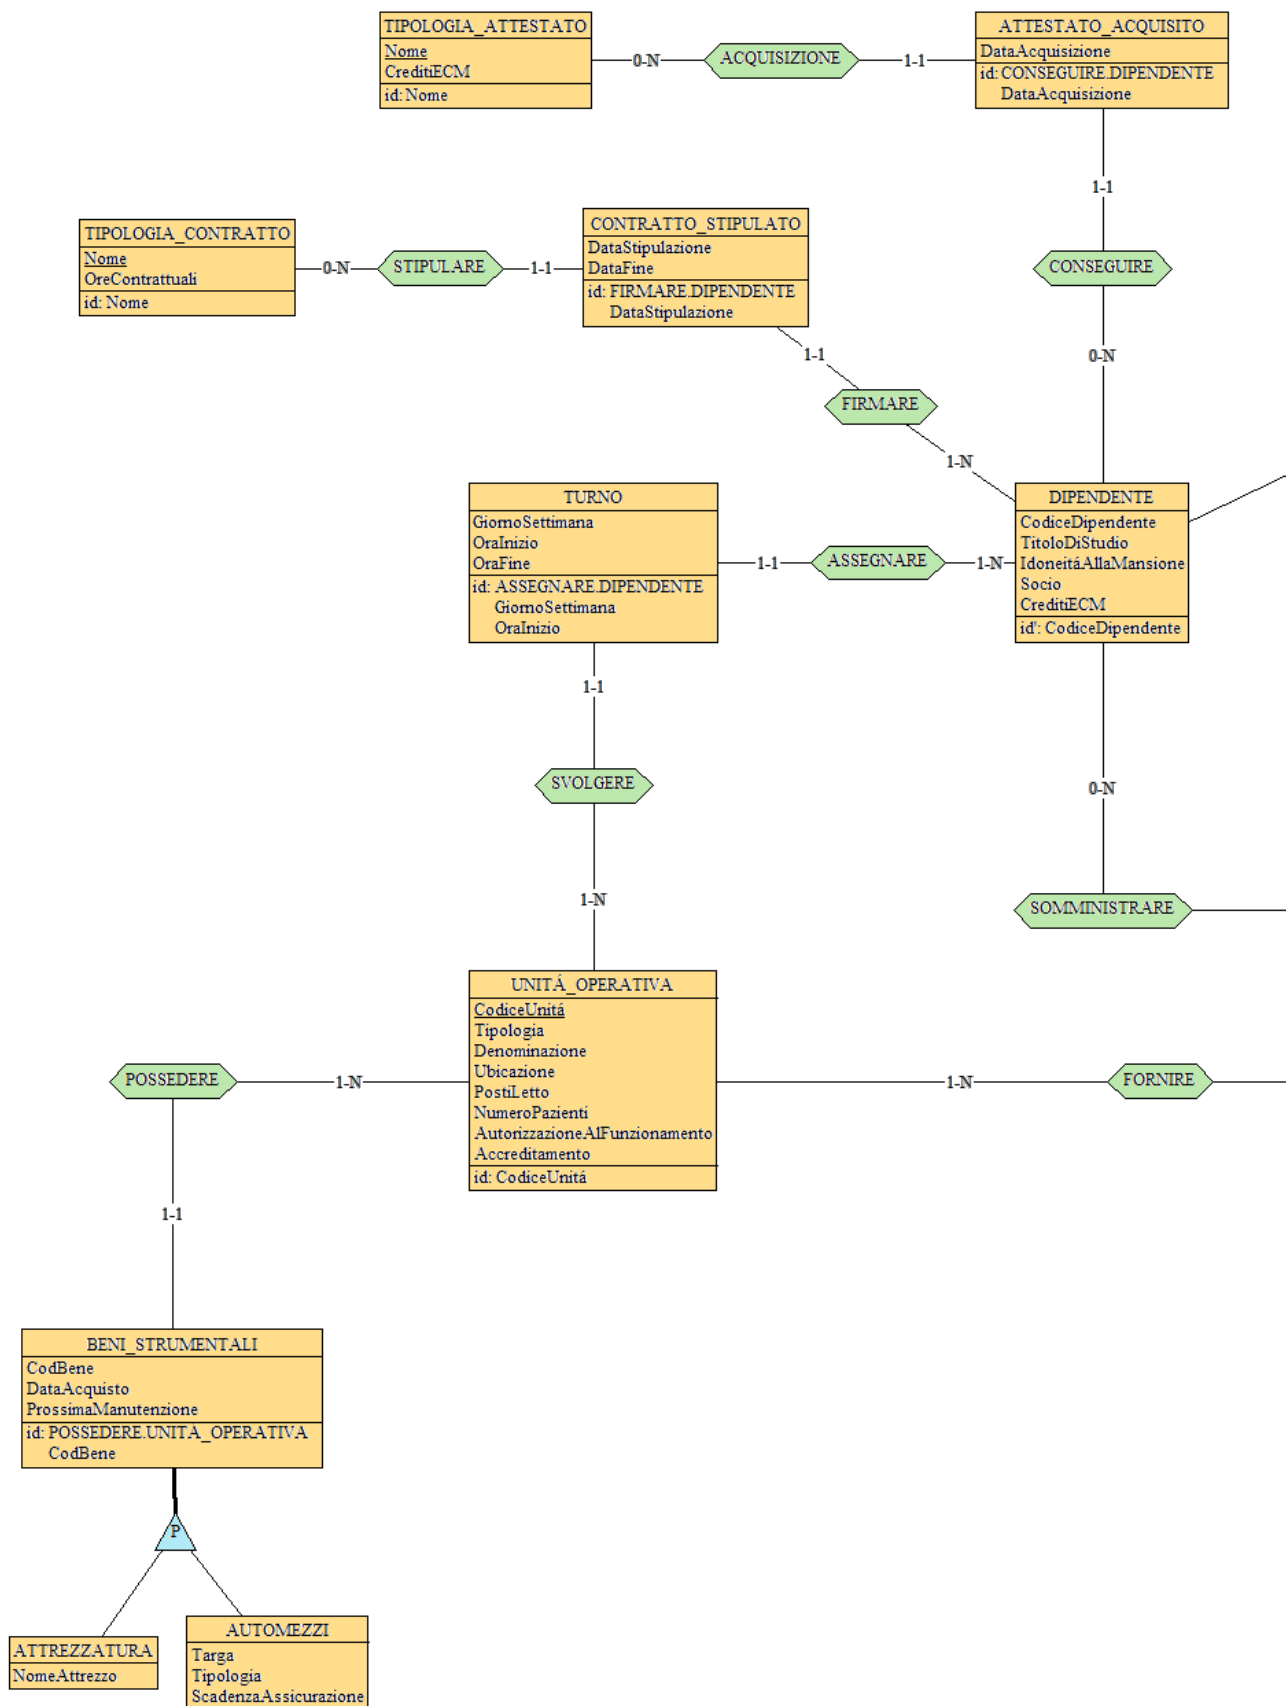 TIPOLOGIA_ATTESTATO
Nome
CreditiECM
id: Nome
0-N
ACQUISIZIONE
1-1
ATTESTATO_ACQUISITO
DataAcquisizione
id: CONSEGUIRE.DIPENDENTE
DataAcquisizione
1-1
CONSEGUIRE
0-N
TIPOLOGIA_CONTRATTO
Nome
OreContrattuali
id: Nome
0-N
STIPULARE
1-1
CONTRATTO_STIPULATO
DataStipulazione
DataFine
id: FIRMARE.DIPENDENTE
DataStipulazione
1-1
FIRMARE
1-N
TURNO
GiornoSettimana
OraInizio
OraFine
id: ASSEGNARE.DIPENDENTE
GiornoSettimana
OraInizio
1-1
ASSEGNARE
1-N
DIPENDENTE
CodiceDipendente
TitoloDiStudio
IdoneitáAllaMansione
Socio
CreditiECM
id': CodiceDipendente
1-1
SVOLGERE
1-N
0-N
SOMMINISTRARE
UNITÁ_OPERATIVA
CodiceUnitá
Tipologia
Denominazione
Ubicazione
PostiLetto
NumeroPazienti
AutorizzazioneAlFunzionamento
Accreditamento
id: CodiceUnitá
POSSEDERE
1-N
1-N
FORNIRE
1-1
BENI_STRUMENTALI
CodBene
DataAcquisto
ProssimaManutenzione
id: POSSEDERE.UNITÁ_OPERATIVA
CodBene
P
ATTREZZATURA
NomeAttrezzo
AUTOMEZZI
Targa
Tipologia
ScadenzaAssicurazione